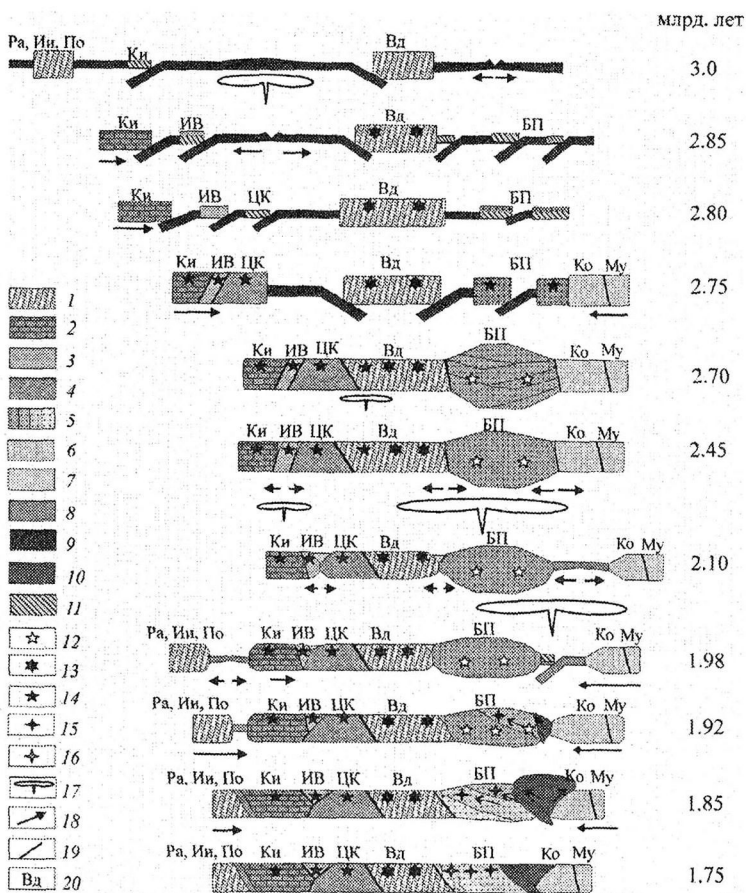 млрд. лет
Ра, Ии, По Ки Вд 3.0
Ки ИВ Вд БП 2.85
Ки ИВ ЦК Вд БП 2.80
Ки ИВ ЦК Вд БП Ко Му 2.75
Ки ИВ ЦК Вд БП Ко Му 2.70
Ки ИВ ЦК Вд БП Ко Му 2.45
Ки ИВ ЦК Вд БП Ко Му 2.10
Ра, Ии, По Ки ИВ ЦК Вд БП Ко Му 1.98
Ра, Ии, По Ки ИВ ЦК Вд БП Ко Му 1.92
Ра, Ии, По Ки ИВ ЦК Вд БП Ко Му 1.85
Ра, Ии, По Ки ИВ ЦК Вд БП Ко Му 1.75
1
2
3
4
5
6
7
8
9
10
11
12
13
14
15
16
17
18
19
Вд 20